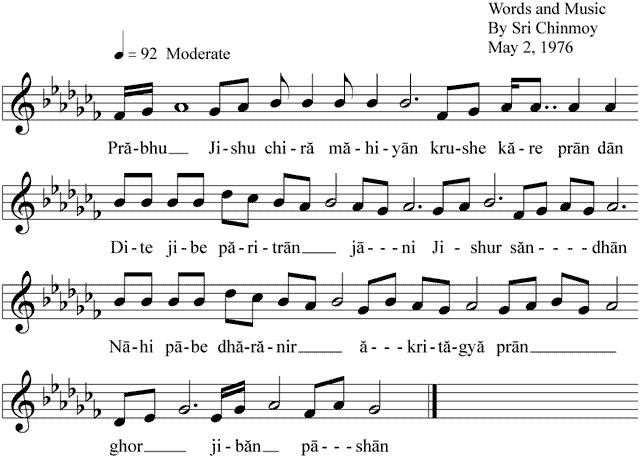 Words and Music
By Sri Chinmoy
May 2, 1976
= 92 Moderate
Pră-bhu__ Ji-shu chi-ră mă-hi-yān kru-she kă-re prān dān
Di-te ji-be pă-ri-trān____ jā---ni Ji-shur săn----dhān
Nā-hi pā-be dhă-ră-nir____ ă---kri-tă-gyă prān________
ghor____ ji-băn pā---shān